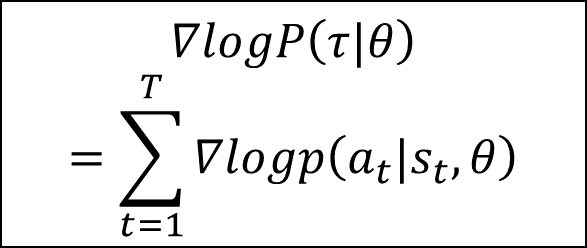 ∇logP(τ|θ)
= ∑_{t=1}^{T} ∇logp(a_t|s_t, θ)